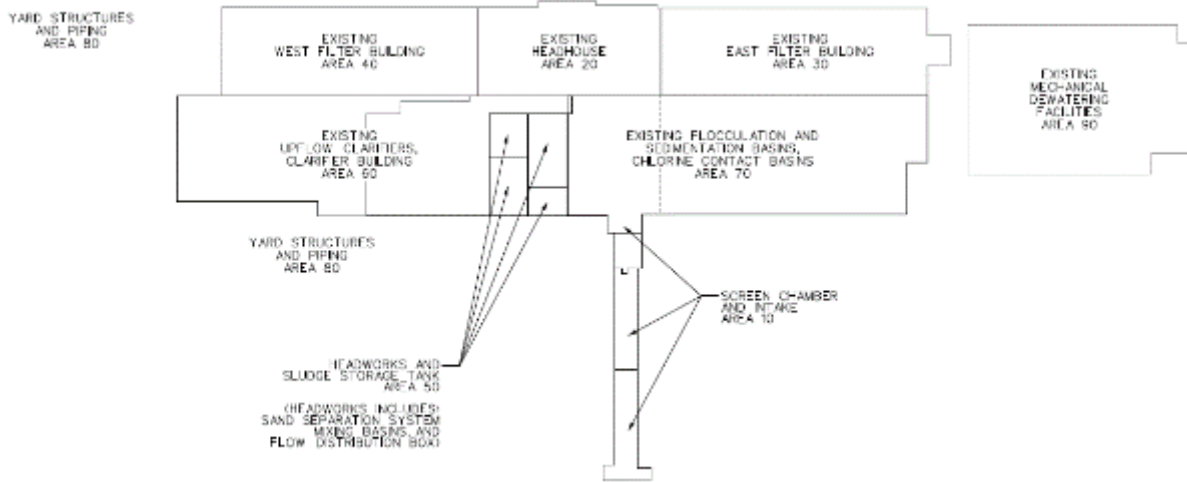 YARD STRUCTURES
AND PIPING
AREA 80
EXISTING
WEST FILTER BUILDING
AREA 40
EXISTING
HEADHOUSE
AREA 20
EXISTING
EAST FILTER BUILDING
AREA 30
EXISTING
MECHANICAL
DEWATERING
FACILITIES
AREA 90
EXISTING
UPFLOW CLARIFIERS,
CLARIFIER BUILDING
AREA 60
EXISTING FLOCCULATION AND
SEDIMENTATION BASINS,
CHLORINE CONTACT BASINS
AREA 70
YARD STRUCTURES
AND PIPING
AREA 80
SCREEN CHAMBER
AND INTAKE
AREA 10
HEADWORKS AND
SLUDGE STORAGE TANK
AREA 50
(HEADWORKS INCLUDES:
SAND SEPARATION SYSTEM
MIXING BASINS, AND
FLOW DISTRIBUTION BOX)